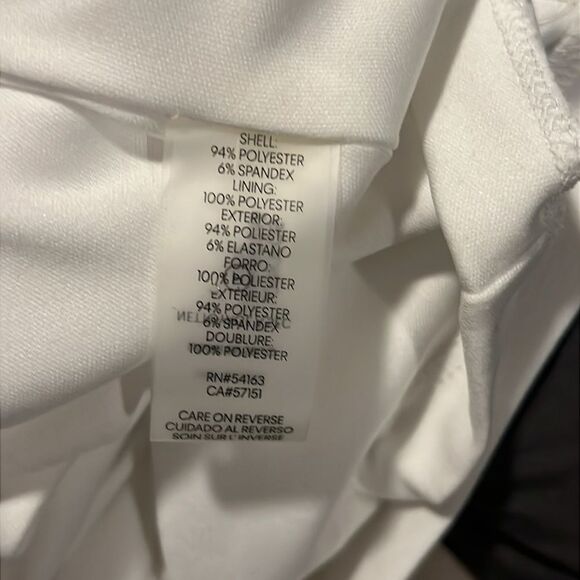 SHELL:
94% POLYESTER
6% SPANDEX
LINING:
100% POLYESTER
EXTERIOR:
94% POLIESTER
6% ELASTANO
FORRO:
100% POLIESTER
EXTÉRIEUR:
94% POLYESTER
6% SPANDEX
DOUBLURE:
100% POLYESTER
RN#54163
CA#57151
CARE ON REVERSE
CUIDADO AL REVERSO
SOIN SUR L'INVERSE